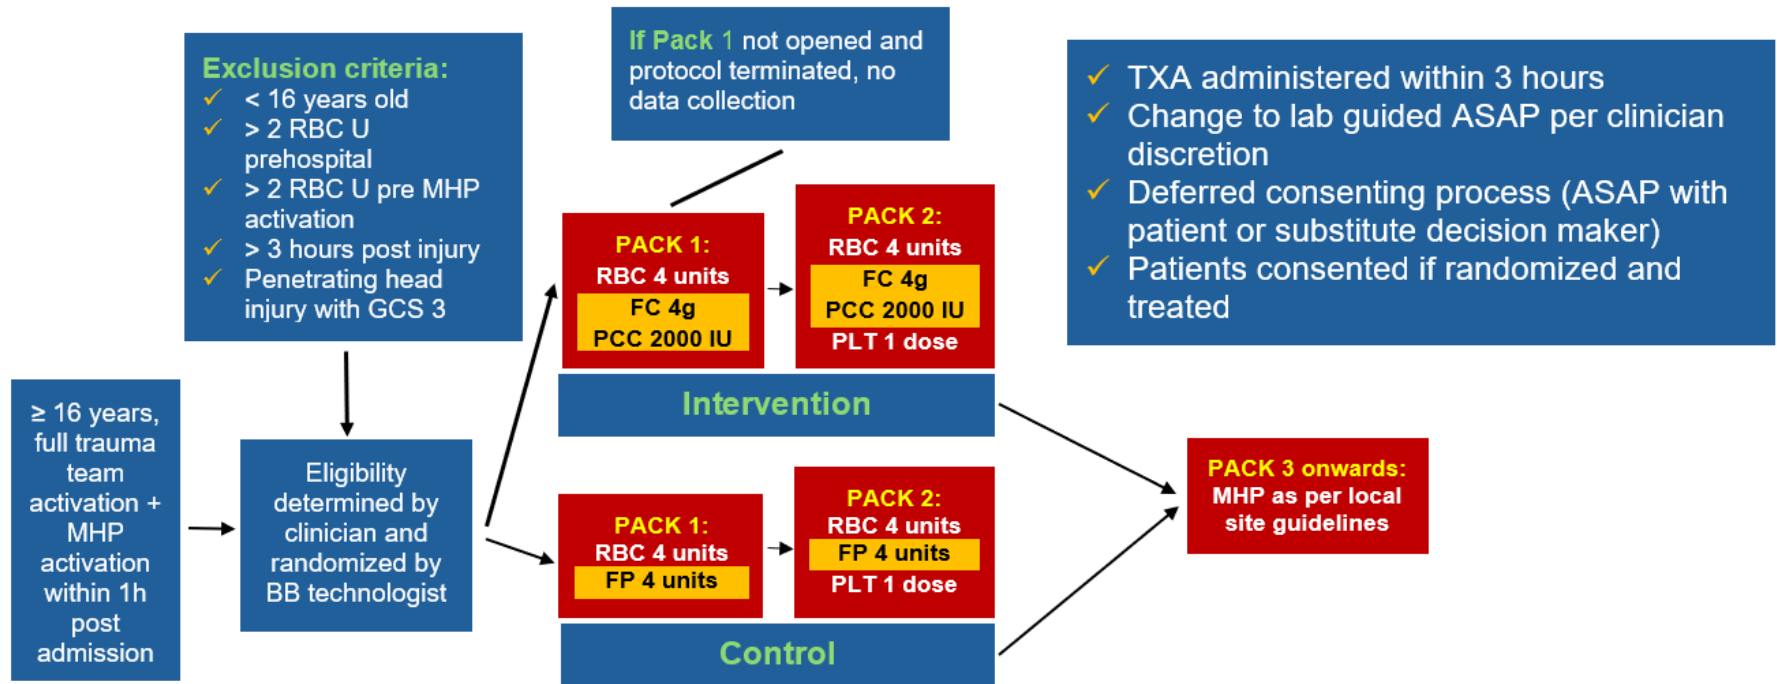 Exclusion criteria:
✓ < 16 years old
✓ > 2 RBC U
prehospital
✓ > 2 RBC U pre MHP
activation
✓ > 3 hours post injury
✓ Penetrating head
injury with GCS 3
If Pack 1 not opened and
protocol terminated, no
data collection
✓ TXA administered within 3 hours
✓ Change to lab guided ASAP per clinician
discretion
✓ Deferred consenting process (ASAP with
patient or substitute decision maker)
✓ Patients consented if randomized and
treated
≥ 16 years,
full trauma
team
activation +
MHP
activation
within 1h
post
admission
Eligibility
determined by
clinician and
randomized by
BB technologist
PACK 1:
RBC 4 units
FC 4g
PCC 2000 IU
PACK 2:
RBC 4 units
FC 4g
PCC 2000 IU
PLT 1 dose
Intervention
PACK 1:
RBC 4 units
FP 4 units
PACK 2:
RBC 4 units
FP 4 units
PLT 1 dose
Control
PACK 3 onwards:
MHP as per local
site guidelines